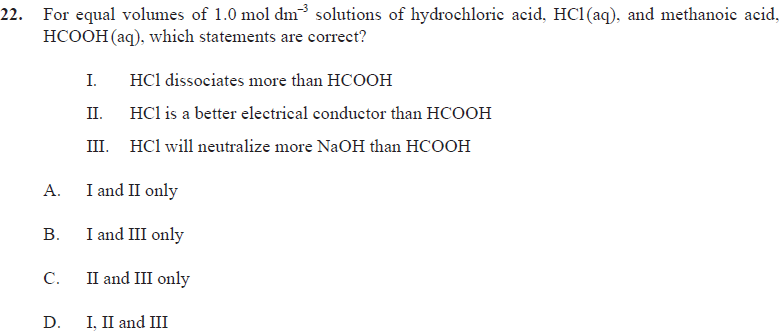 22. For equal volumes of 1.0 mol dm⁻³ solutions of hydrochloric acid, HCl(aq), and methanoic acid,
HCOOH(aq), which statements are correct?
I. HCl dissociates more than HCOOH
II. HCl is a better electrical conductor than HCOOH
III. HCl will neutralize more NaOH than HCOOH
A. I and II only
B. I and III only
C. II and III only
D. I, II and III